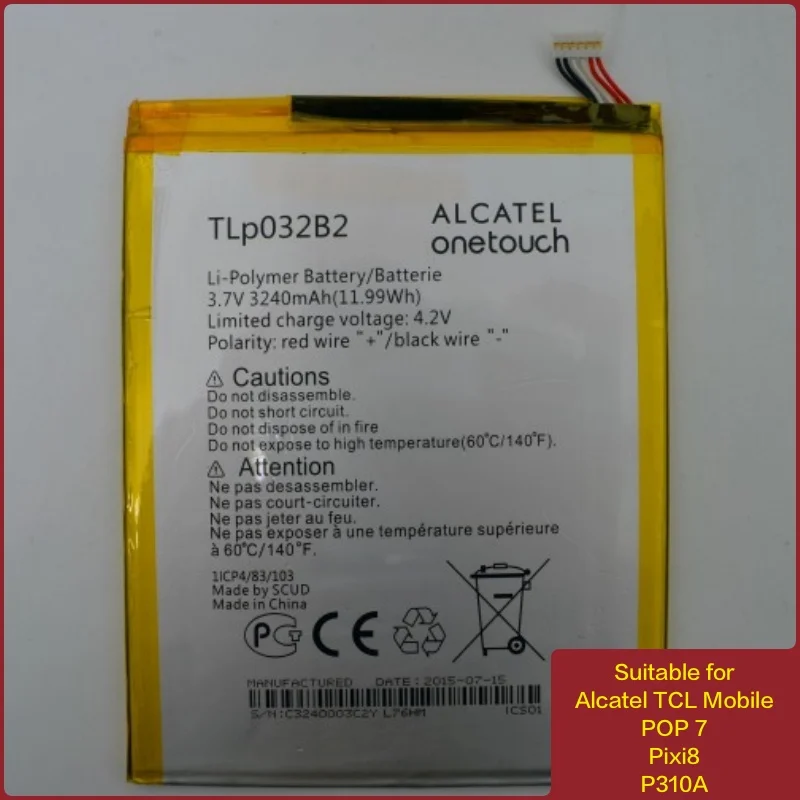 TLp032B2
ALCATEL
onetouch
Li-Polymer Battery/Batterie
3.7V 3240mAh(11.99Wh)
Limited charge voltage: 4.2V
Polarity: red wire "+"/black wire "-"
Cautions
Do not disassemble.
Do not short circuit.
Do not dispose of in fire
Do not expose to high temperature(60°C/140°F).
Attention
Ne pas desassembler.
Ne pas court-circuiter.
Ne pas jeter au feu.
Ne pas exposer à une température supérieure
à 60°C/140°F.
1ICP4/83/103
Made by SCUD
Made in China
PCT CE
MANUFACTURED DATE: 2015-07-15
S/N:C3240003C2Y L76HM ICS01
Suitable for
Alcatel TCL Mobile
POP 7
Pixi8
P310A